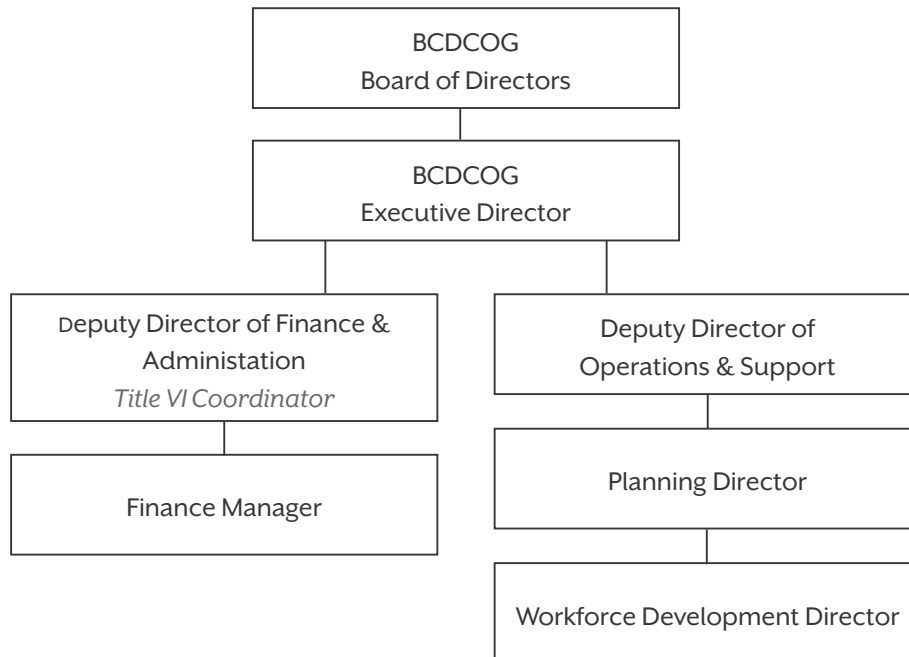 BCDCOG
Board of Directors
BCDCOG
Executive Director
Deputy Director of Finance &
Administation
Title VI Coordinator
Deputy Director of
Operations & Support
Finance Manager
Planning Director
Workforce Development Director